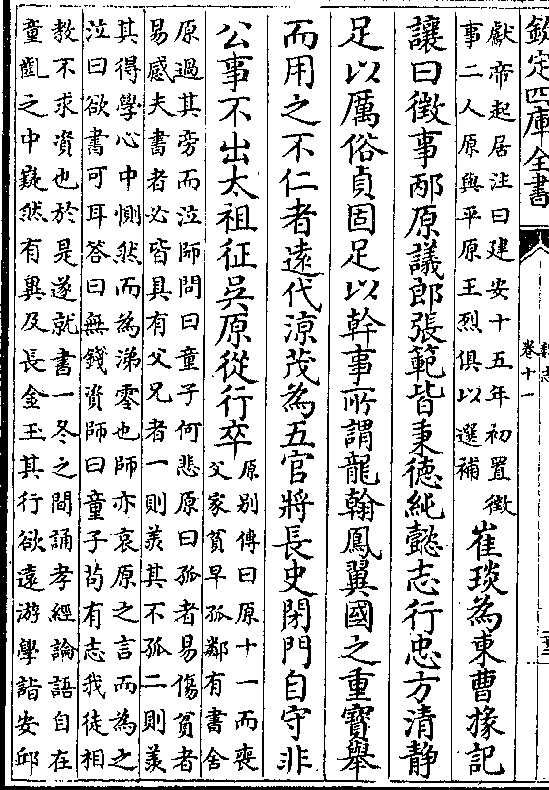 欽定四庫全書
卷十一
獻帝起居注曰建安十五年初置徵
事二人原與平原王烈俱以選補
崔琰為東曹掾記
讓曰徵事邴原議郎張範皆秉德純懿志行忠方清靜
足以厲俗貞固足以幹事所謂龍翰鳳翼國之重寶舉
而用之不仁者遠代涼茂為五官將長史閉門自守非
公事不出太祖征吳原從行卒
原别傳曰原十一而喪
父家貧早孤鄰有書舍
原過其旁而泣師問曰童子何悲原曰孤者易傷貧者
易感夫書者必皆具有父兄者一則羨其不孤二則羨
其得學心中惻然而為涕零也師亦哀原之言而為之
泣曰欲書可耳答曰無錢資師曰童子茍有志我徒相
教不求資也於是遂就書一冬之間誦孝經論語自在
童齓之中嶷然有異及長金玉其行欲逺游學詣安邱